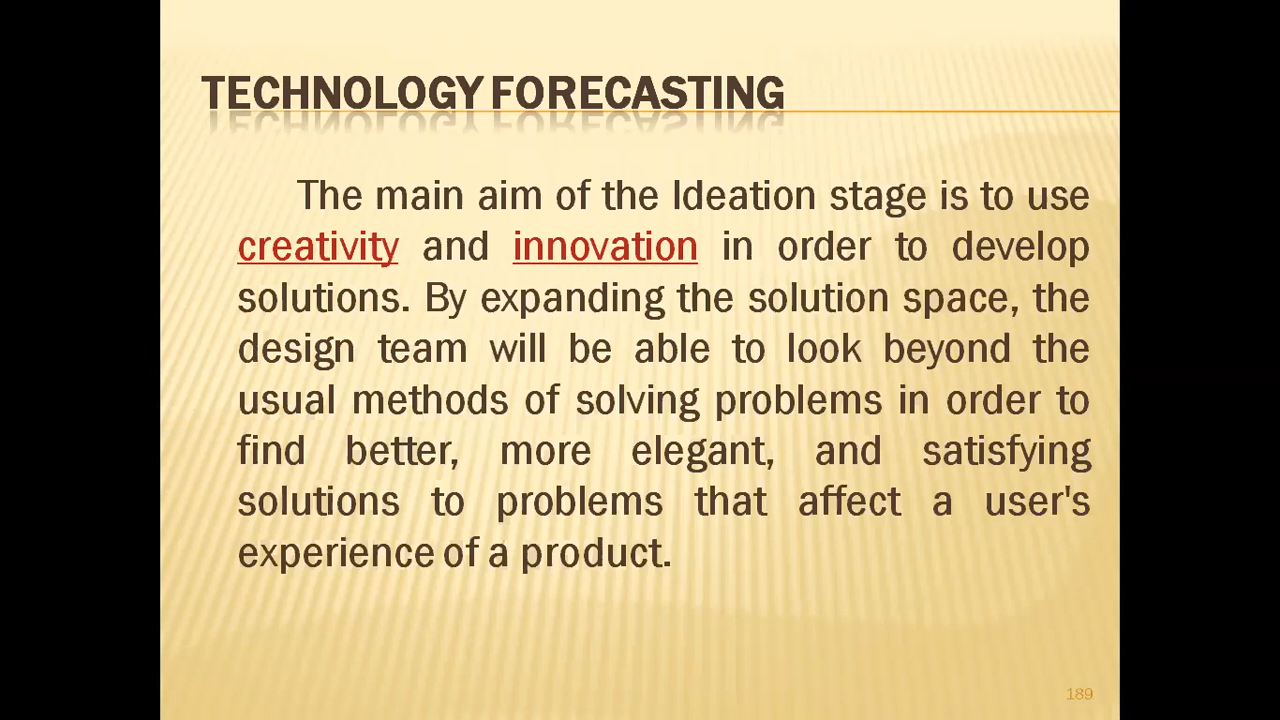 TECHNOLOGY FORECASTING
The main aim of the Ideation stage is to use
creativity and innovation in order to develop
solutions. By expanding the solution space, the
design team will be able to look beyond the
usual methods of solving problems in order to
find better, more elegant, and satisfying
solutions to problems that affect a user's
experience of a product.
189